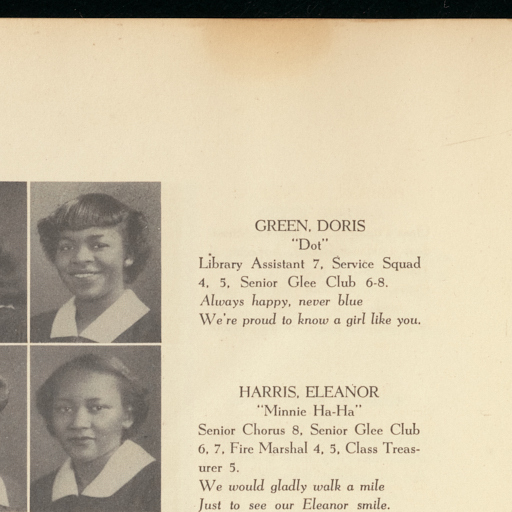 GREEN, DORIS
"Dot"
Library Assistant 7, Service Squad
4, 5, Senior Glee Club 6-8.
Always happy, never blue
We're proud to know a girl like you.
HARRIS, ELEANOR
"Minnie Ha-Ha"
Senior Chorus 8, Senior Glee Club
6, 7, Fire Marshal 4, 5, Class Treas-
urer 5.
We would gladly walk a mile
Just to see our Eleanor smile.